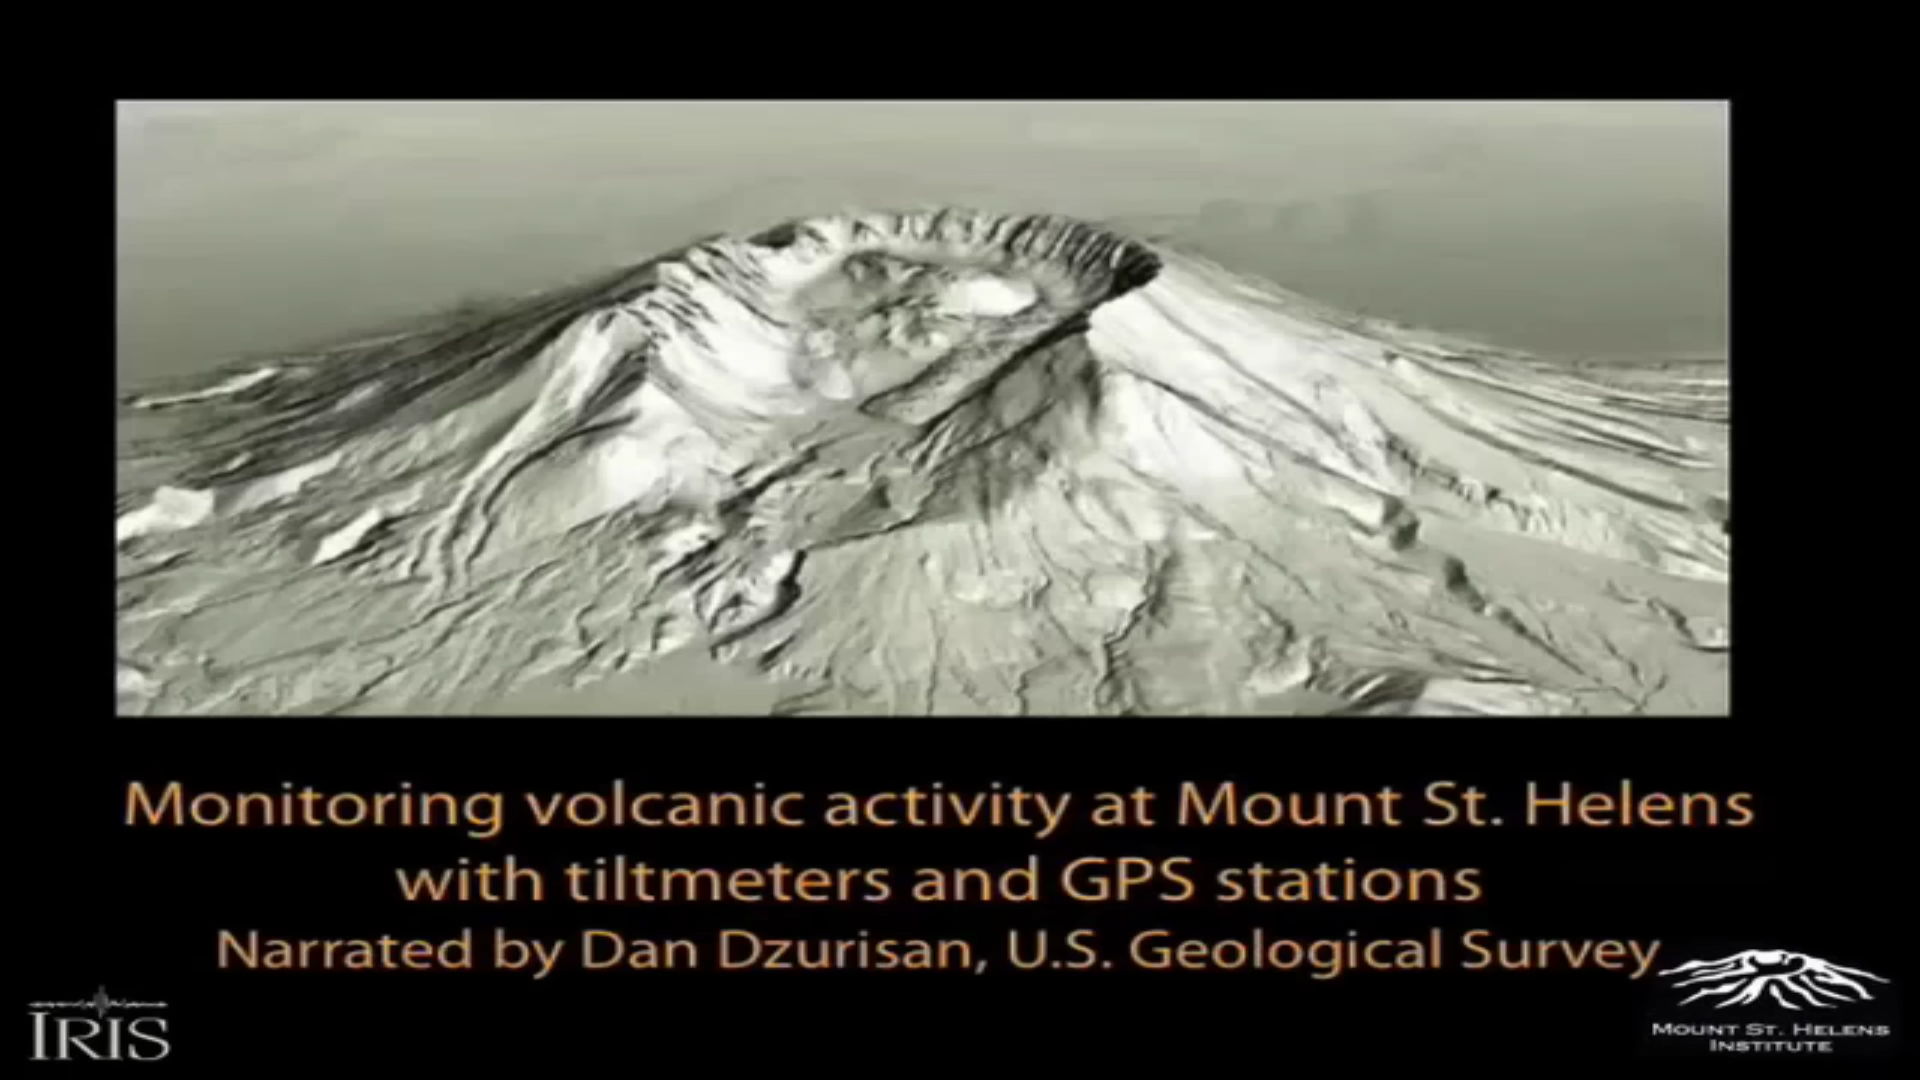 Monitoring volcanic activity at Mount St. Helens
with tiltmeters and GPS stations
Narrated by Dan Dzurisan, U.S. Geological Survey
IRIS
MOUNT ST. HELENS
INSTITUTE